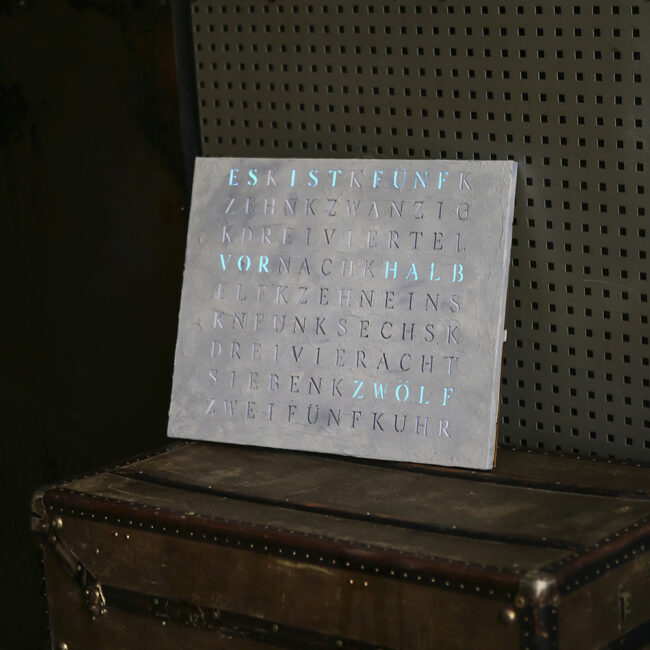 ESKISTKFÜNFK
ZEHNKZWANZIG
KDREIVIERTEL
VORNACHKHALB
ELFKZEHNEINS
KNEUNKSECHSK
DREIVIERACHT
SIEBENKZWÖLF
ZWEIFÜNFKUHR